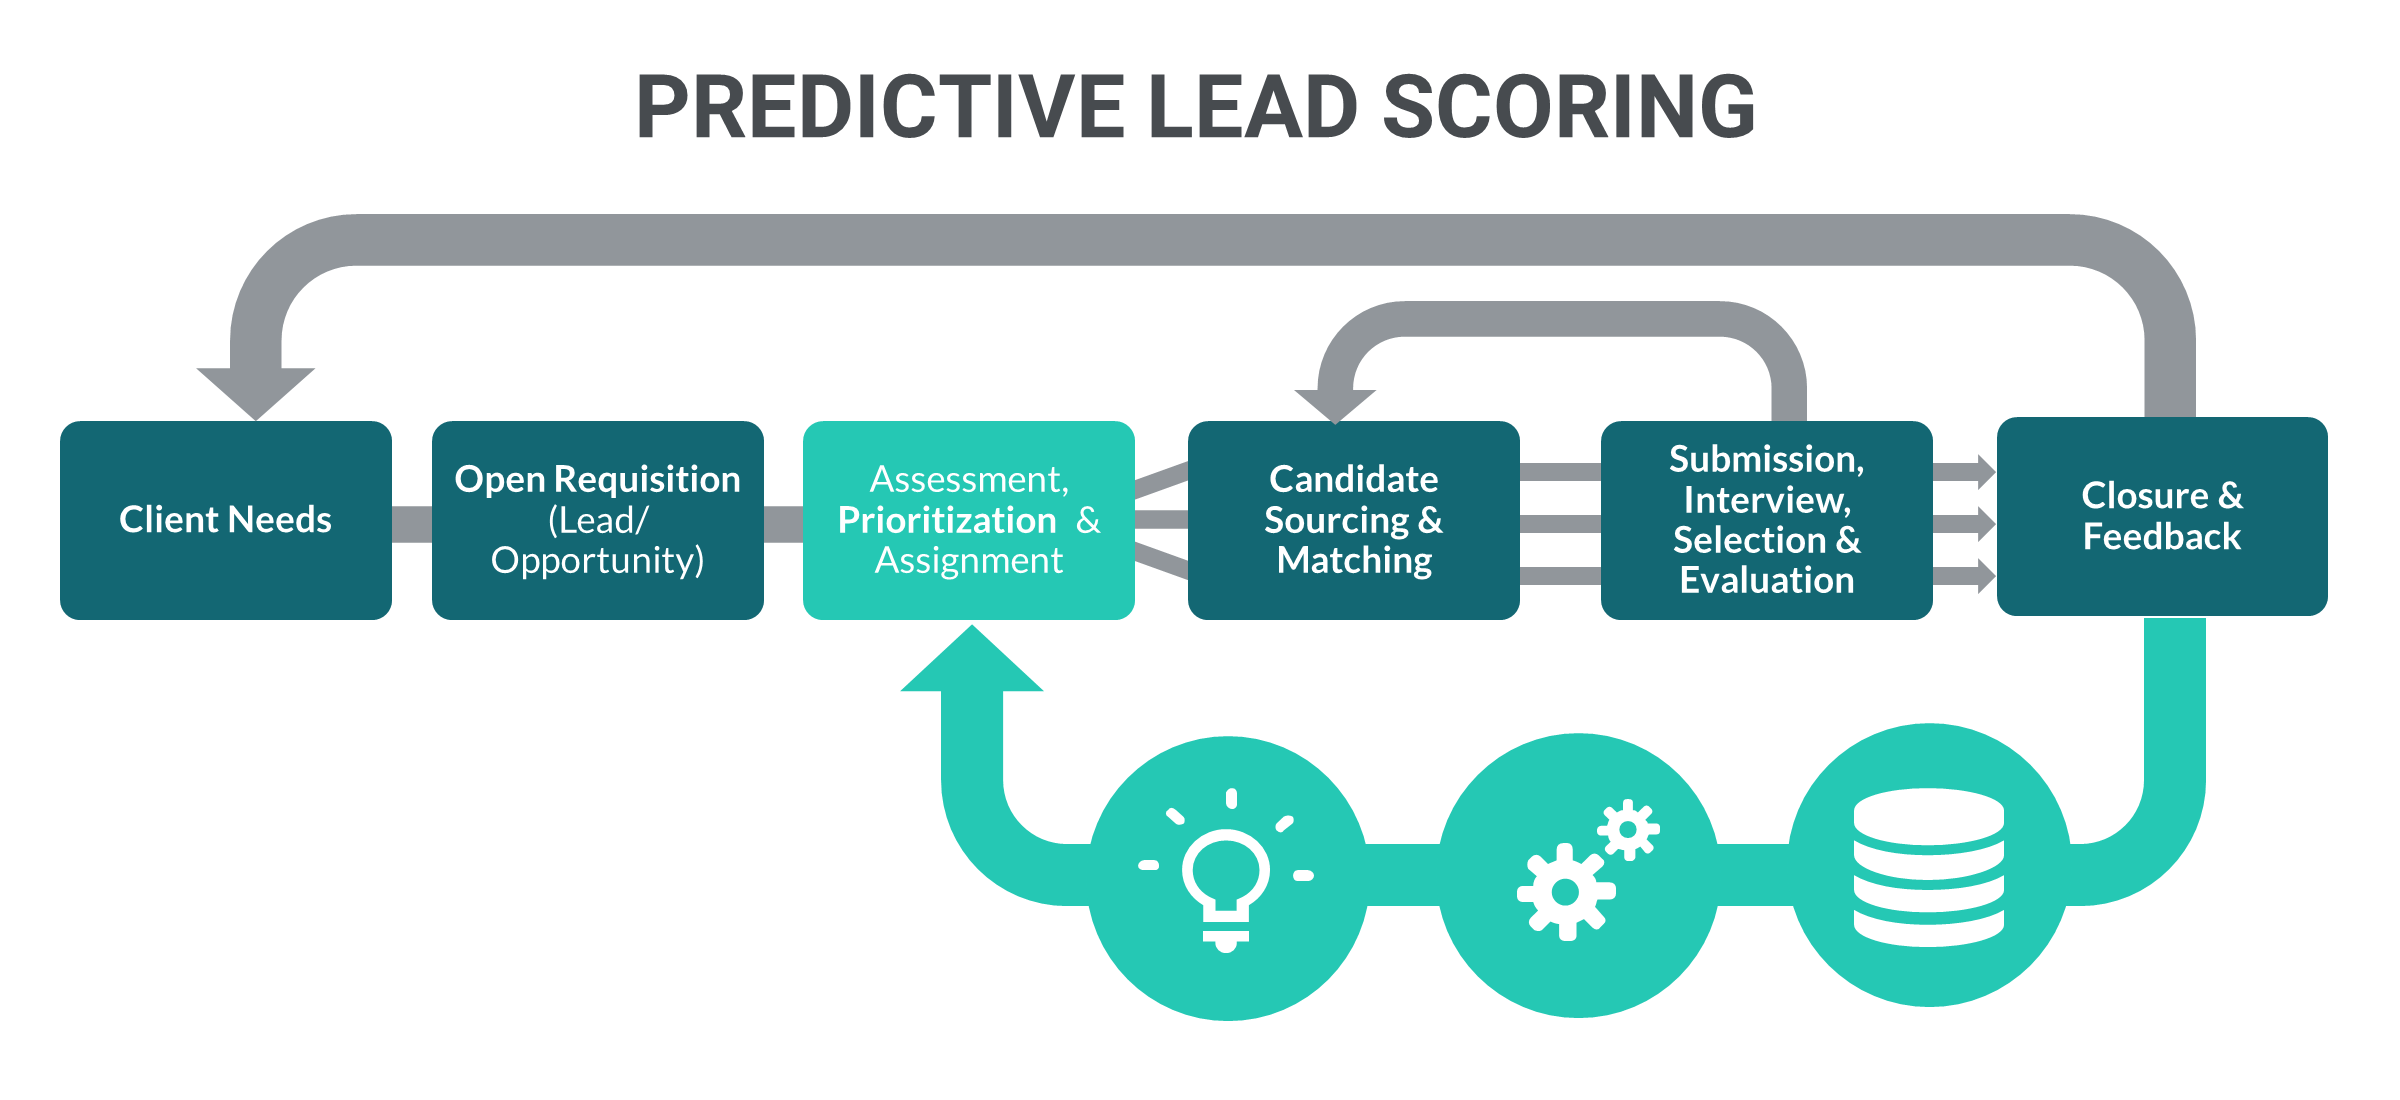 PREDICTIVE LEAD SCORING
Client Needs
Open Requisition
(Lead/
Opportunity)
Assessment,
Prioritization &
Assignment
Candidate
Sourcing &
Matching
Submission,
Interview,
Selection &
Evaluation
Closure &
Feedback